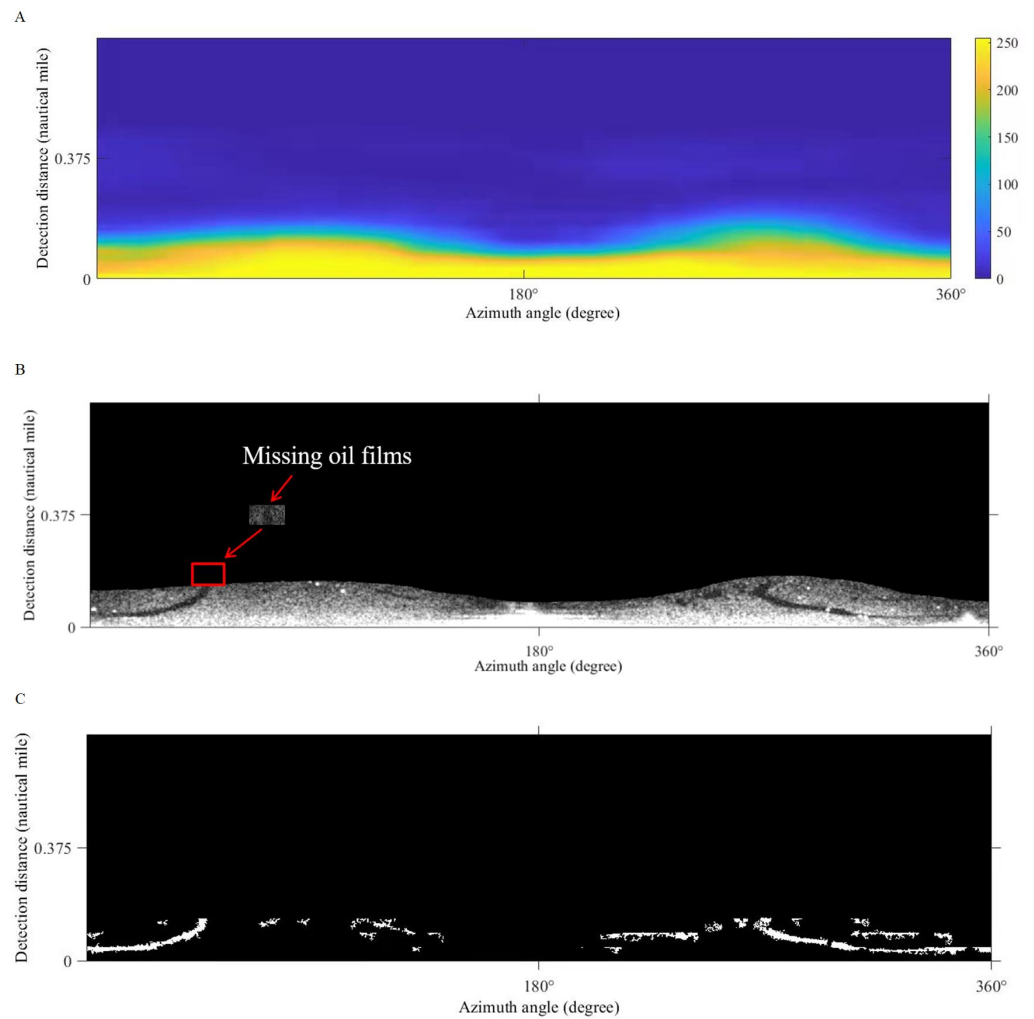 A
Detection distance (nautical mile)
0.375
0
180°
360°
Azimuth angle (degree)
250
200
150
100
50
0
B
Detection distance (nautical mile)
Missing oil films
0.375
0
180°
360°
Azimuth angle (degree)
C
Detection distance (nautical mile)
0.375
0
180°
360°
Azimuth angle (degree)